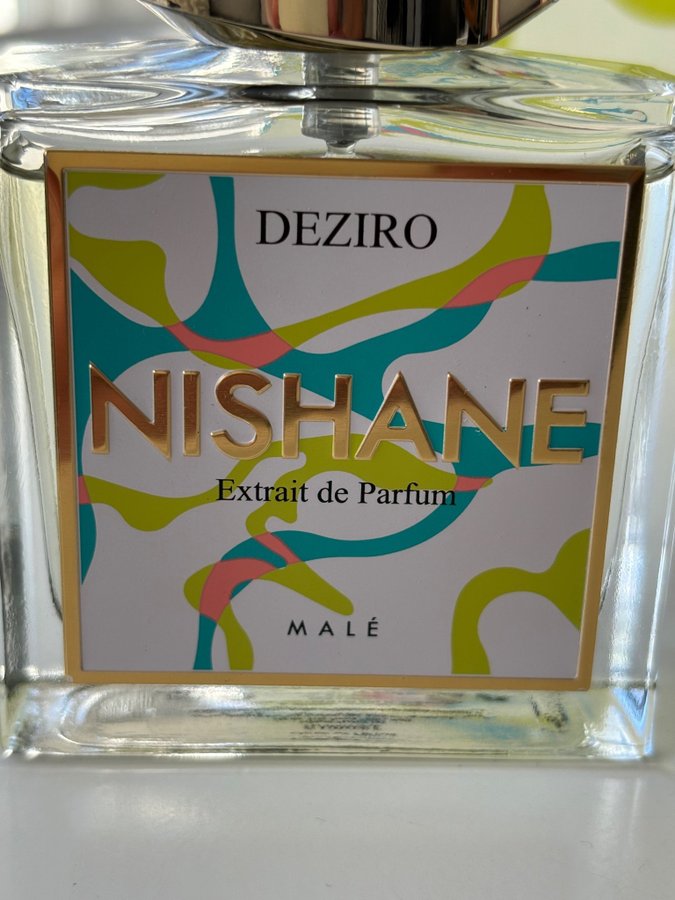 DEZIRO
NISHANE
Extrait de Parfum
MALÉ